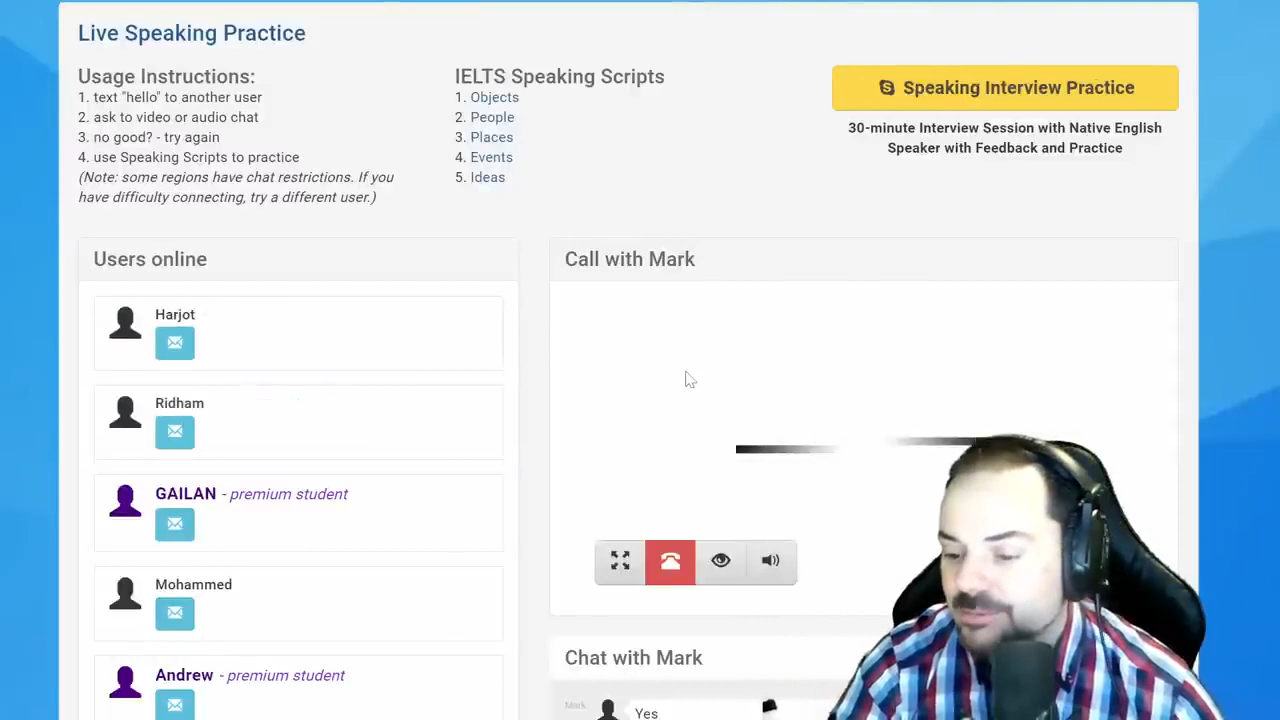 Live Speaking Practice
Usage Instructions:
1. text "hello" to another user
2. ask to video or audio chat
3. no good? - try again
4. use Speaking Scripts to practice
(Note: some regions have chat restrictions. If you
have difficulty connecting, try a different user.)
IELTS Speaking Scripts
1. Objects
2. People
3. Places
4. Events
5. Ideas
Speaking Interview Practice
30-minute Interview Session with Native English
Speaker with Feedback and Practice
Users online
Harjot
Ridham
GAILAN - premium student
Mohammed
Andrew - premium student
Call with Mark
Chat with Mark
Mark
Yes